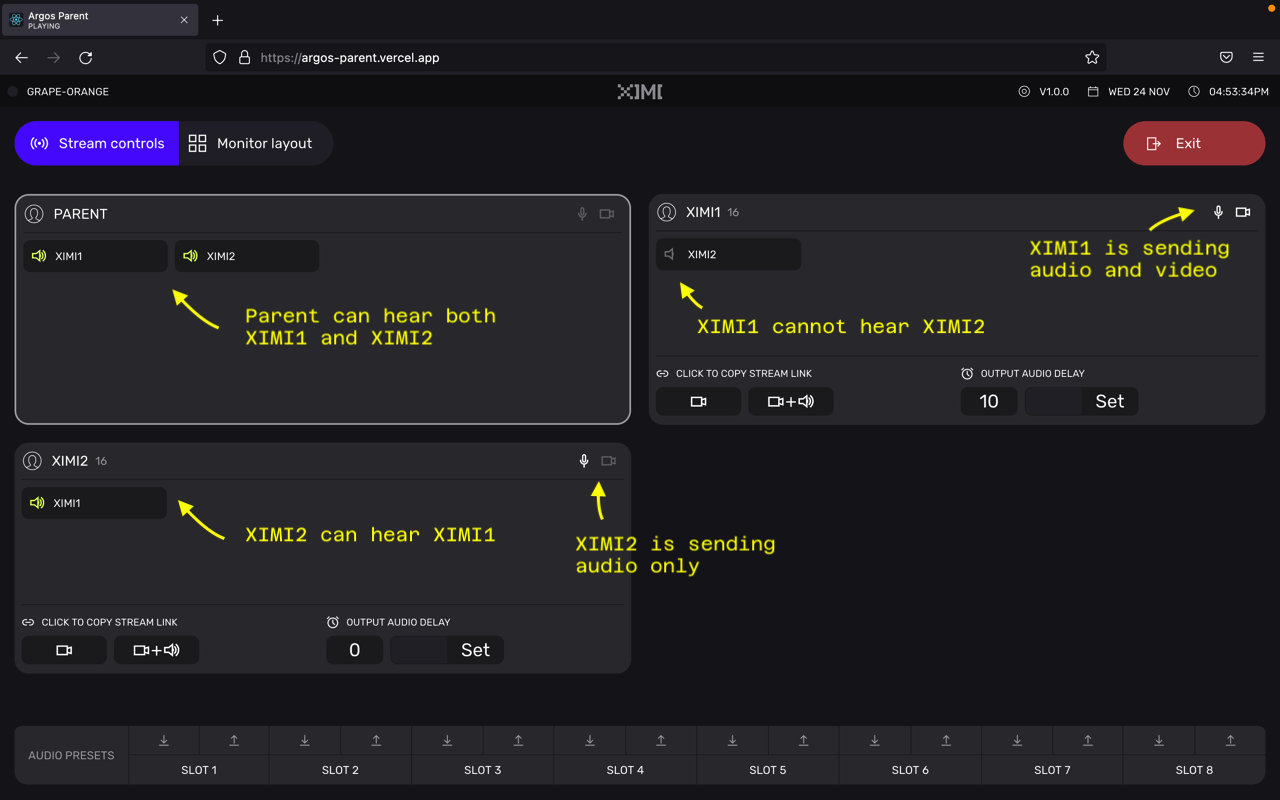 Argos Parent
PLAYING
https://argos-parent.vercel.app
GRAPE-ORANGE
XIMI
V1.0.0
WED 24 NOV
04:53:34PM
Stream controls
Monitor layout
Exit
PARENT
XIMI1
XIMI2
Parent can hear both
XIMI1 and XIMI2
XIMI1 16
XIMI2
XIMI1 is sending
audio and video
XIMI1 cannot hear XIMI2
CLICK TO COPY STREAM LINK
OUTPUT AUDIO DELAY
10
Set
XIMI2 16
XIMI1
XIMI2 can hear XIMI1
XIMI2 is sending
audio only
CLICK TO COPY STREAM LINK
OUTPUT AUDIO DELAY
0
Set
AUDIO PRESETS
SLOT 1
SLOT 2
SLOT 3
SLOT 4
SLOT 5
SLOT 6
SLOT 7
SLOT 8